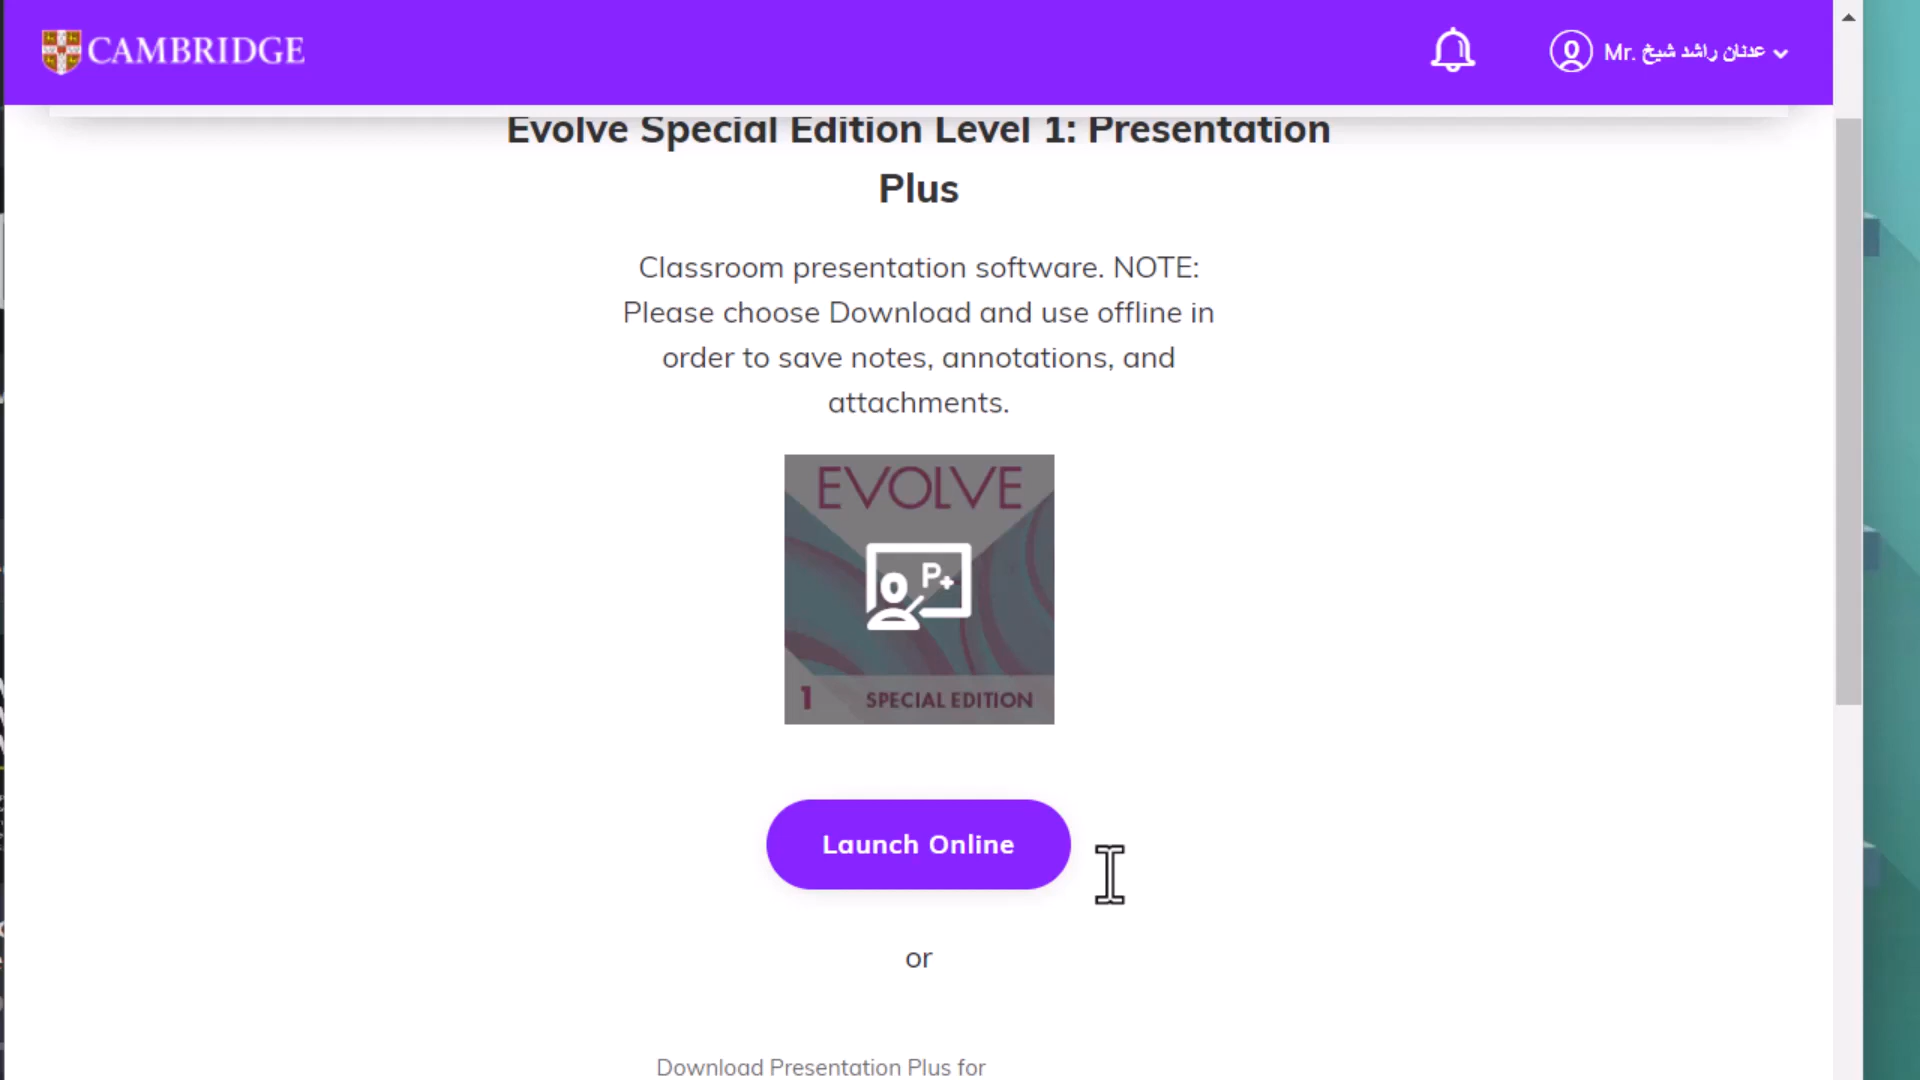 CAMBRIDGE
Mr. عدنان راشد شيخ
Evolve Special Edition Level 1: Presentation
Plus
Classroom presentation software. NOTE:
Please choose Download and use offline in
order to save notes, annotations, and
attachments.
EVOLVE
P+
1 SPECIAL EDITION
Launch Online
or
Download Presentation Plus for